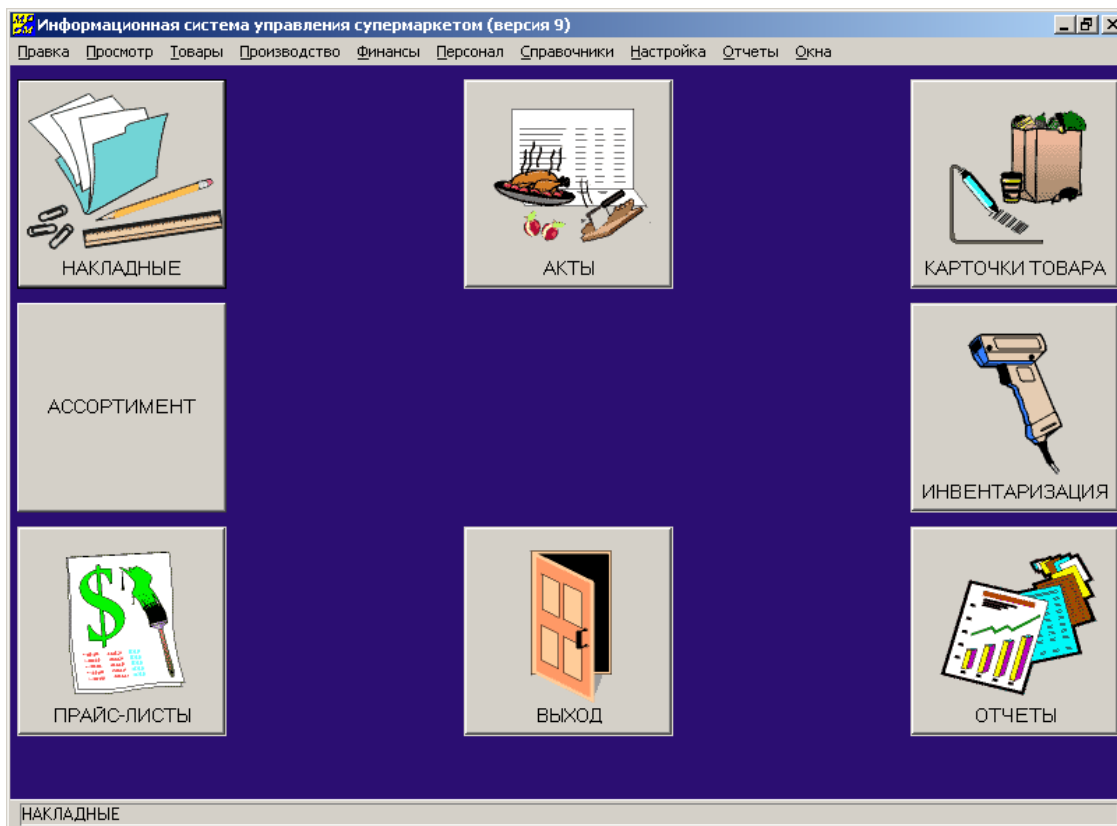 Информационная система управления супермаркетом (версия 9)
Правка Просмотр Товары Производство Финансы Персонал Справочники Настройка Отчеты Окна
НАКЛАДНЫЕ
АКТЫ
КАРТОЧКИ ТОВАРА
АССОРТИМЕНТ
ИНВЕНТАРИЗАЦИЯ
ПРАЙС-ЛИСТЫ
ВЫХОД
ОТЧЕТЫ
НАКЛАДНЫЕ